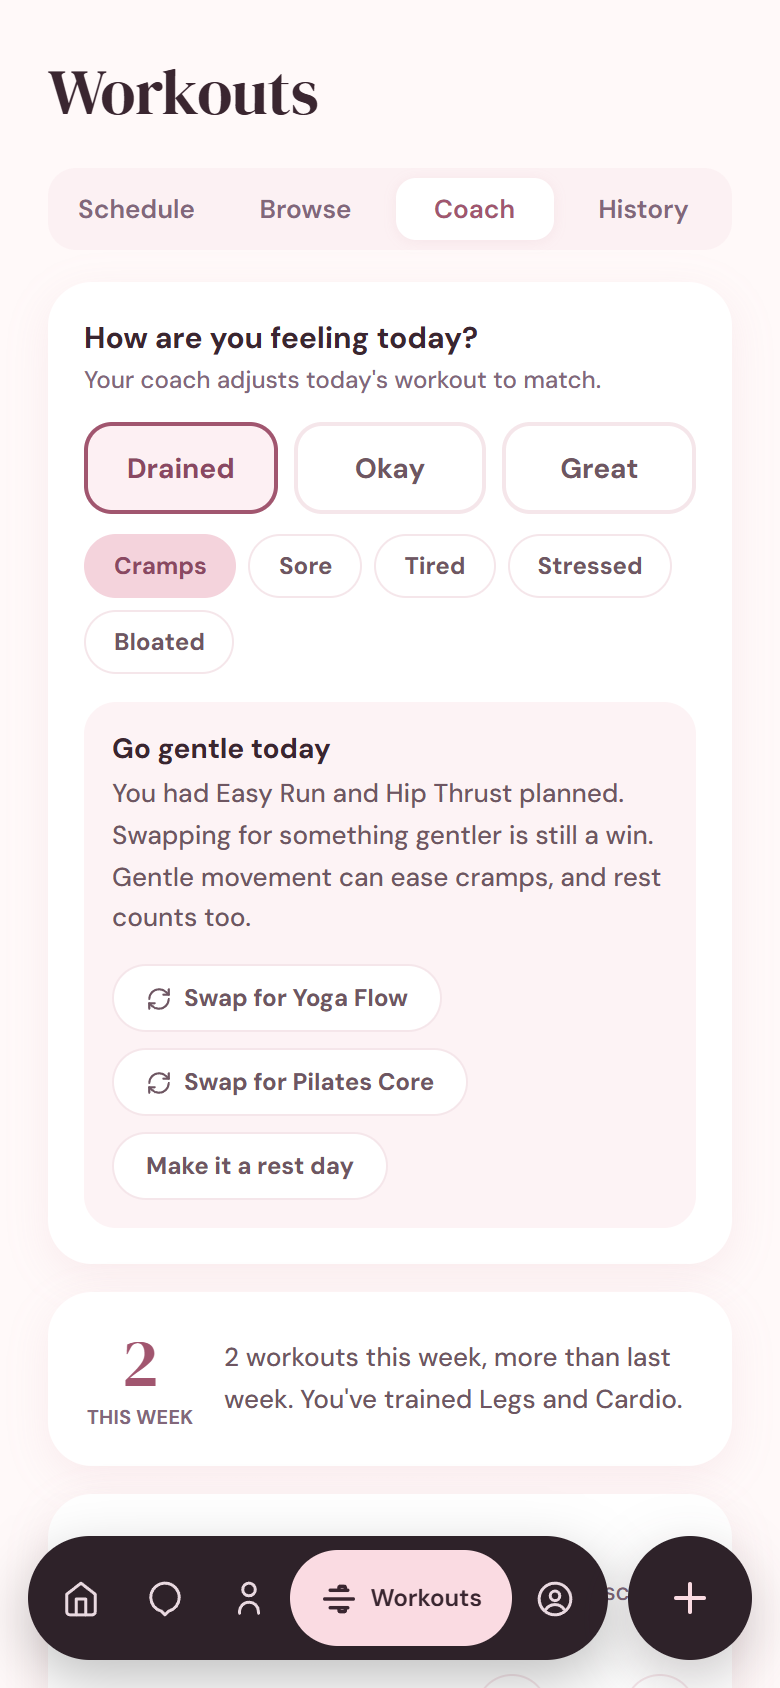 Workouts
Schedule Browse Coach History
How are you feeling today?
Your coach adjusts today's workout to match.
Drained Okay Great
Cramps Sore Tired Stressed
Bloated
Go gentle today
You had Easy Run and Hip Thrust planned.
Swapping for something gentler is still a win.
Gentle movement can ease cramps, and rest
counts too.
Swap for Yoga Flow
Swap for Pilates Core
Make it a rest day
2
THIS WEEK
2 workouts this week, more than last
week. You've trained Legs and Cardio.
Workouts